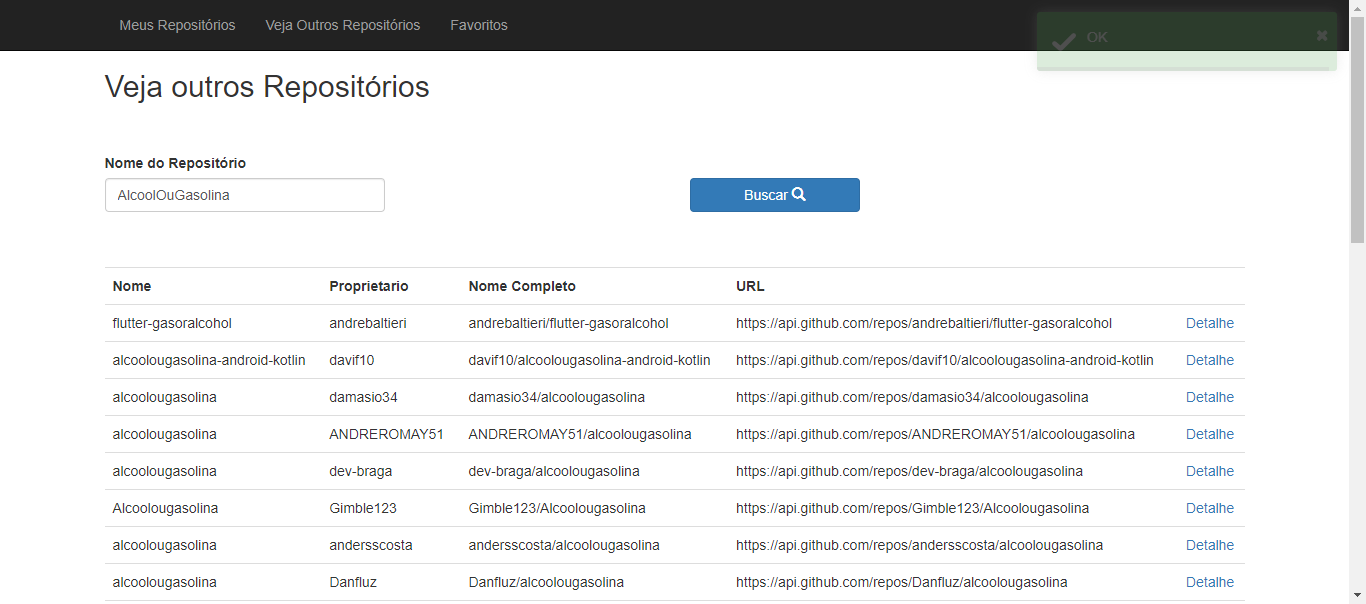 Meus Repositórios Veja Outros Repositórios Favoritos
OK
Veja outros Repositórios
Nome do Repositório
AlcoolOuGasolina Buscar
Nome Proprietario Nome Completo URL
flutter-gasoralcohol andrebaltieri andrebaltieri/flutter-gasoralcohol https://api.github.com/repos/andrebaltieri/flutter-gasoralcohol Detalhe
alcoolougasolina-android-kotlin davif10 davif10/alcoolougasolina-android-kotlin https://api.github.com/repos/davif10/alcoolougasolina-android-kotlin Detalhe
alcoolougasolina damasio34 damasio34/alcoolougasolina https://api.github.com/repos/damasio34/alcoolougasolina Detalhe
alcoolougasolina ANDREROMAY51 ANDREROMAY51/alcoolougasolina https://api.github.com/repos/ANDREROMAY51/alcoolougasolina Detalhe
alcoolougasolina dev-braga dev-braga/alcoolougasolina https://api.github.com/repos/dev-braga/alcoolougasolina Detalhe
Alcoolougasolina Gimble123 Gimble123/Alcoolougasolina https://api.github.com/repos/Gimble123/Alcoolougasolina Detalhe
alcoolougasolina andersscosta andersscosta/alcoolougasolina https://api.github.com/repos/andersscosta/alcoolougasolina Detalhe
alcoolougasolina Danfluz Danfluz/alcoolougasolina https://api.github.com/repos/Danfluz/alcoolougasolina Detalhe